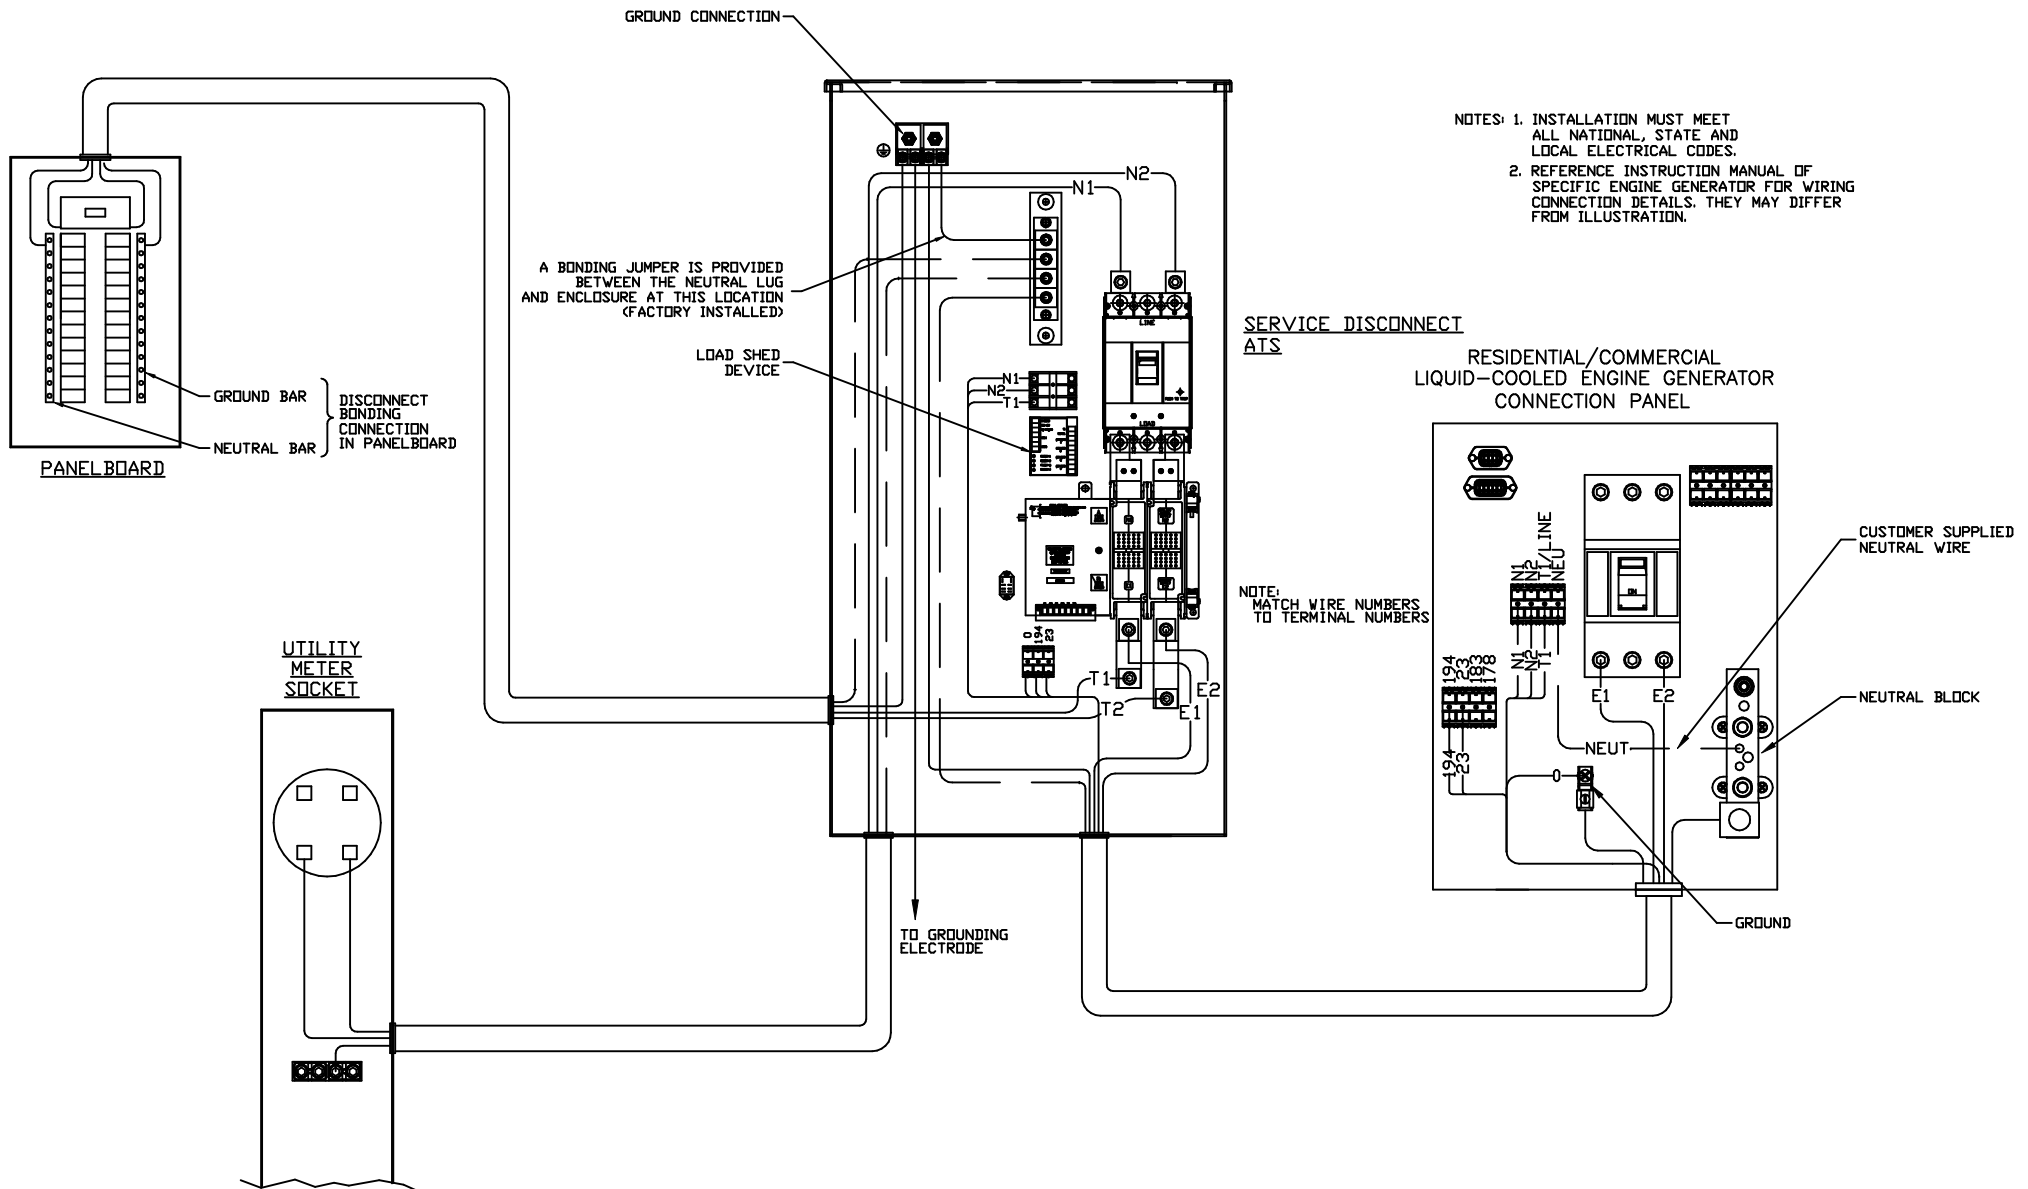 GROUND CONNECTION
NOTES: 1. INSTALLATION MUST MEET
ALL NATIONAL, STATE AND
LOCAL ELECTRICAL CODES.
2. REFERENCE INSTRUCTION MANUAL OF
SPECIFIC ENGINE GENERATOR FOR WIRING
CONNECTION DETAILS. THEY MAY DIFFER
FROM ILLUSTRATION.
N2
N1
A BONDING JUMPER IS PROVIDED
BETWEEN THE NEUTRAL LUG
AND ENCLOSURE AT THIS LOCATION
(FACTORY INSTALLED)
LINE
SERVICE DISCONNECT
ATS
LOAD SHED
DEVICE
N1
N2
T1
LOAD
RESIDENTIAL/COMMERCIAL
LIQUID-COOLED ENGINE GENERATOR
CONNECTION PANEL
GROUND BAR
NEUTRAL BAR
DISCONNECT
BONDING
CONNECTION
IN PANELBOARD
PANELBOARD
CUSTOMER SUPPLIED
NEUTRAL WIRE
N1
N2
T1/LINE
NEU
ON
NOTE:
MATCH WIRE NUMBERS
TO TERMINAL NUMBERS
0
194
23
UTILITY
METER
SOCKET
T1
T2
E1
E2
194
23
183
178
N1
N2
T1
E1
E2
NEUTRAL BLOCK
NEUT
194
23
0
GROUND
TO GROUNDING
ELECTRODE